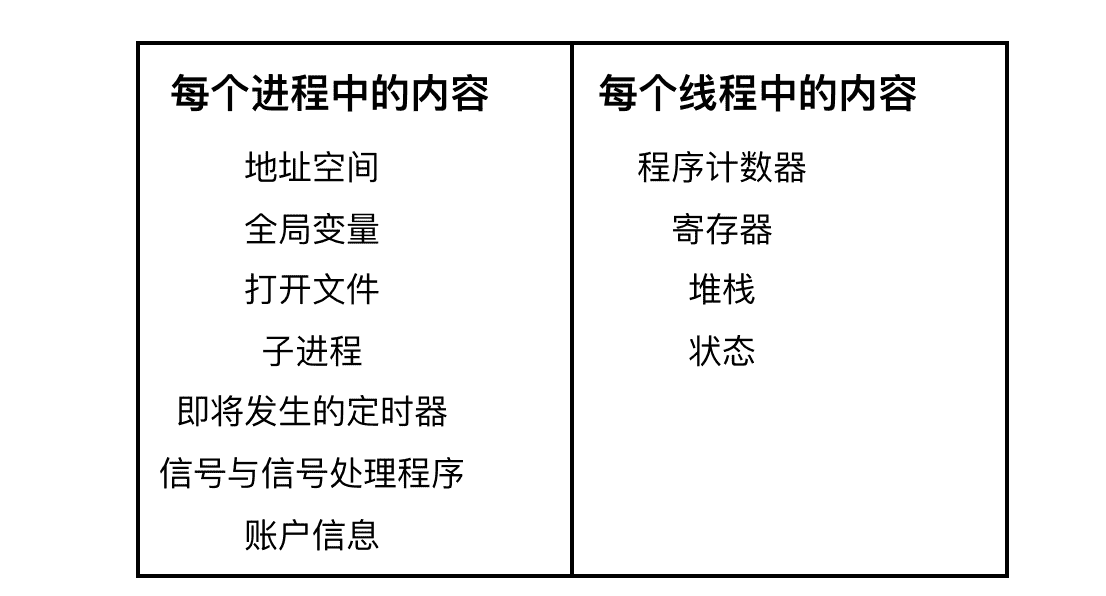 每个进程中的内容
地址空间
全局变量
打开文件
子进程
即将发生的定时器
信号与信号处理程序
账户信息
每个线程中的内容
程序计数器
寄存器
堆栈
状态